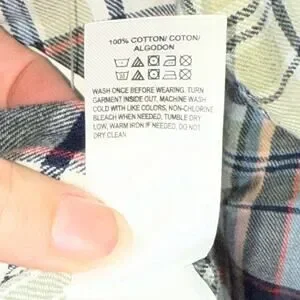 100% COTTON/ COTON/
ALGODON
WASH ONCE BEFORE WEARING, TURN
GARMENT INSIDE OUT, MACHINE WASH
COLD WITH LIKE COLORS, NON-CHLORINE
BLEACH WHEN NEEDED, TUMBLE DRY
LOW, WARM IRON IF NEEDED. DO NOT
DRY CLEAN